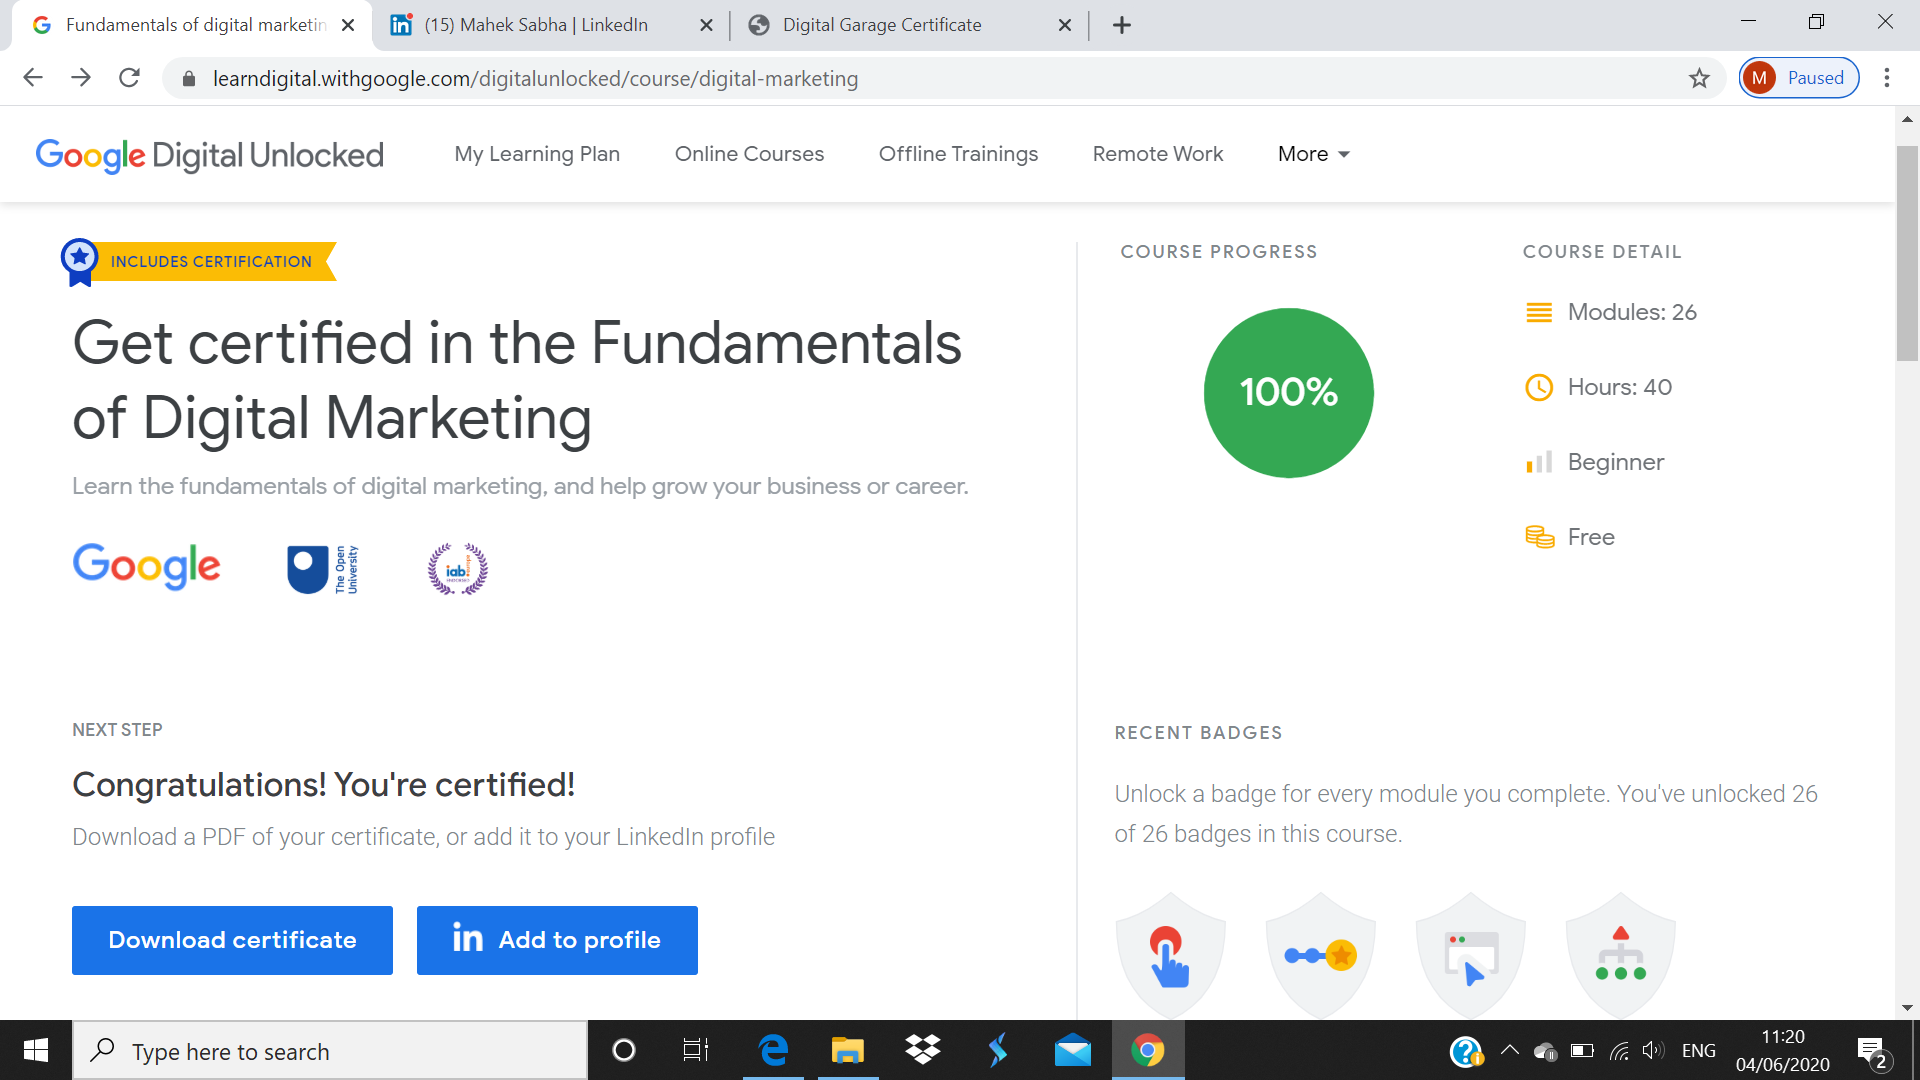 Fundamentals of digital marketin
(15) Mahek Sabha | LinkedIn
Digital Garage Certificate
learndigital.withgoogle.com/digitalunlocked/course/digital-marketing
M Paused
Google Digital Unlocked
My Learning Plan
Online Courses
Offline Trainings
Remote Work
More
INCLUDES CERTIFICATION
Get certified in the Fundamentals
of Digital Marketing
Learn the fundamentals of digital marketing, and help grow your business or career.
Google
The Open
University
iab
europe
COURSE PROGRESS
100%
COURSE DETAIL
Modules: 26
Hours: 40
Beginner
Free
NEXT STEP
Congratulations! You're certified!
Download a PDF of your certificate, or add it to your LinkedIn profile
Download certificate
in Add to profile
RECENT BADGES
Unlock a badge for every module you complete. You've unlocked 26
of 26 badges in this course.
Type here to search
ENG
11:20
04/06/2020
2